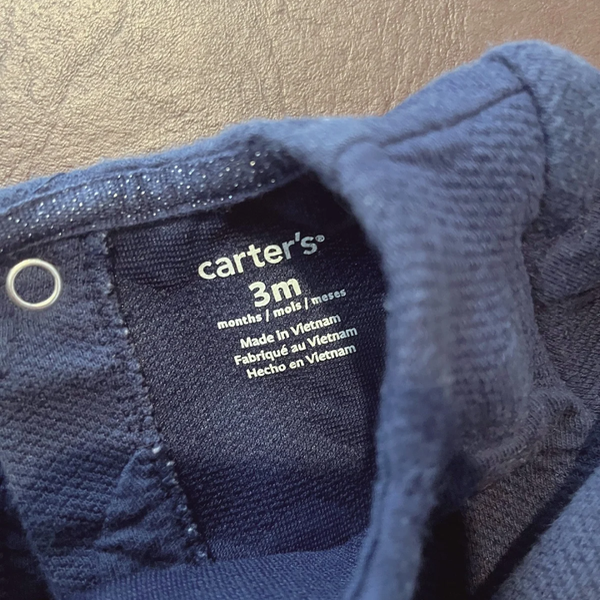 carter's®
3m
months / mois / meses
Made in Vietnam
Fabriqué au Vietnam
Hecho en Vietnam